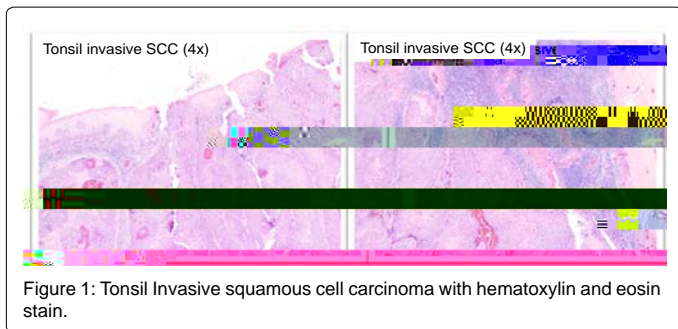 Tonsil invasive SCC (4x)
Tonsil invasive SCC (4x)
Figure 1: Tonsil Invasive squamous cell carcinoma with hematoxylin and eosin
stain.